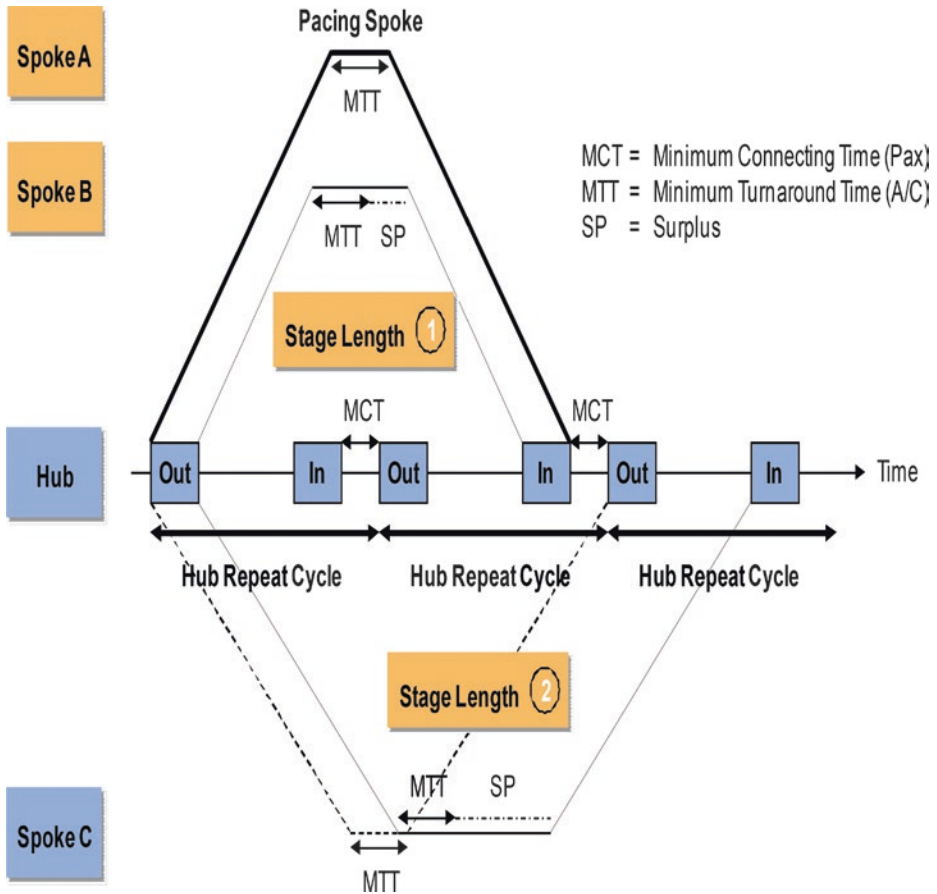 Pacing Spoke
Spoke A
MTT
Spoke B
MCT = Minimum Connecting Time (Pax)
MTT = Minimum Turnaround Time (A/C)
SP = Surplus
MTT SP
Stage Length 1
MCT MCT
Hub Out In Out In Out In Time
Hub Repeat Cycle Hub Repeat Cycle Hub Repeat Cycle
Stage Length 2
MTT SP
Spoke C
MTT